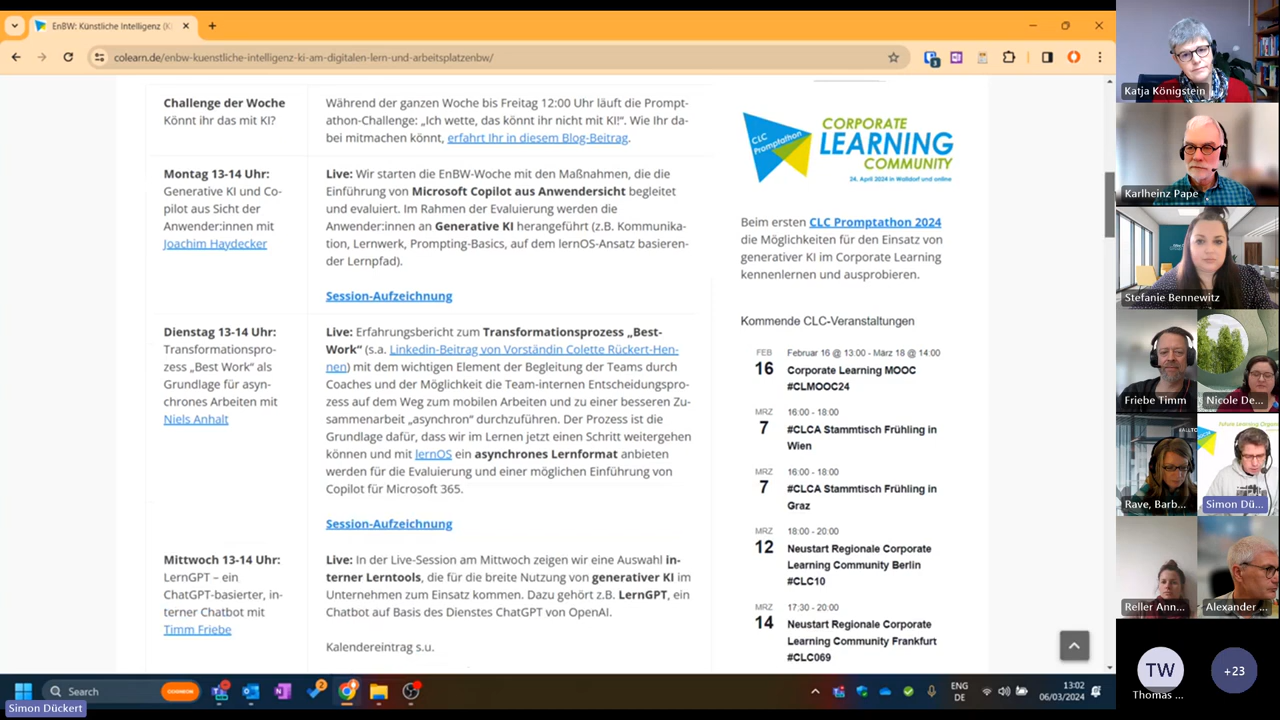 EnBW: Künstliche Intelligenz (KI
colearn.de/enbw-kuenstliche-intelligenz-ki-am-digitalen-lern-und-arbeitsplatzenbw/
Challenge der Woche
Könnt ihr das mit KI?
Während der ganzen Woche bis Freitag 12:00 Uhr läuft die Prompt-
athon-Challenge: „Ich wette, das könnt ihr nicht mit KI!“. Wie Ihr da-
bei mitmachen könnt, erfahrt Ihr in diesem Blog-Beitrag.
Montag 13-14 Uhr:
Generative KI und Co-
pilot aus Sicht der
Anwender:innen mit
Joachim Haydecker
Live: Wir starten die EnBW-Woche mit den Maßnahmen, die die
Einführung von Microsoft Copilot aus Anwendersicht begleitet
und evaluiert. Im Rahmen der Evaluierung werden die
Anwender:innen an Generative KI herangeführt (z.B. Kommunika-
tion, Lernwerk, Prompting-Basics, auf dem lernOS-Ansatz basieren-
der Lernpfad).
Session-Aufzeichnung
Dienstag 13-14 Uhr:
Transformationspro-
zess „Best Work“ als
Grundlage für asyn-
chrones Arbeiten mit
Niels Anhalt
Live: Erfahrungsbericht zum Transformationsprozess „Best-
Work“ (s.a. Linkedin-Beitrag von Vorständin Colette Rückert-Hen-
nen) mit dem wichtigen Element der Begleitung der Teams durch
Coaches und der Möglichkeit die Team-internen Entscheidungspro-
zess auf dem Weg zum mobilen Arbeiten und zu einer besseren Zu-
sammenarbeit „asynchron“ durchzuführen. Der Prozess ist die
Grundlage dafür, dass wir im Lernen jetzt einen Schritt weitergehen
können und mit lernOS ein asynchrones Lernformat anbieten
werden für die Evaluierung und einer möglichen Einführung von
Copilot für Microsoft 365.
Session-Aufzeichnung
Mittwoch 13-14 Uhr:
LernGPT – ein
ChatGPT-basierter, in-
terner Chatbot mit
Timm Friebe
Live: In der Live-Session am Mittwoch zeigen wir eine Auswahl in-
terner Lerntools, die für die breite Nutzung von generativer KI im
Unternehmen zum Einsatz kommen. Dazu gehört z.B. LernGPT, ein
Chatbot auf Basis des Dienstes ChatGPT von OpenAI.
Kalendereintrag s.u.
CLC
Promptathon
CORPORATE
LEARNING
COMMUNITY
24. April 2024 in Walldorf und online
Beim ersten CLC Promptathon 2024
die Möglichkeiten für den Einsatz von
generativer KI im Corporate Learning
kennenlernen und ausprobieren.
Kommende CLC-Veranstaltungen
FEB
16
Februar 16 @ 13:00 - März 18 @ 14:00
Corporate Learning MOOC
#CLMOOC24
MRZ
7
16:00 - 18:00
#CLCA Stammtisch Frühling in
Wien
MRZ
7
16:00 - 18:00
#CLCA Stammtisch Frühling in
Graz
MRZ
12
18:00 - 20:00
Neustart Regionale Corporate
Learning Community Berlin
#CLC10
MRZ
14
17:30 - 20:00
Neustart Regionale Corporate
Learning Community Frankfurt
#CLC069
Search
ENG
DE
13:02
06/03/2024
Simon Dückert
Katja Königstein
Karlheinz Pape
Stefanie Bennewitz
Friebe Timm
Nicole De...
Rave, Barb...
Simon Dü...
Reller Ann...
Alexander ...
TW
Thomas ...
+23